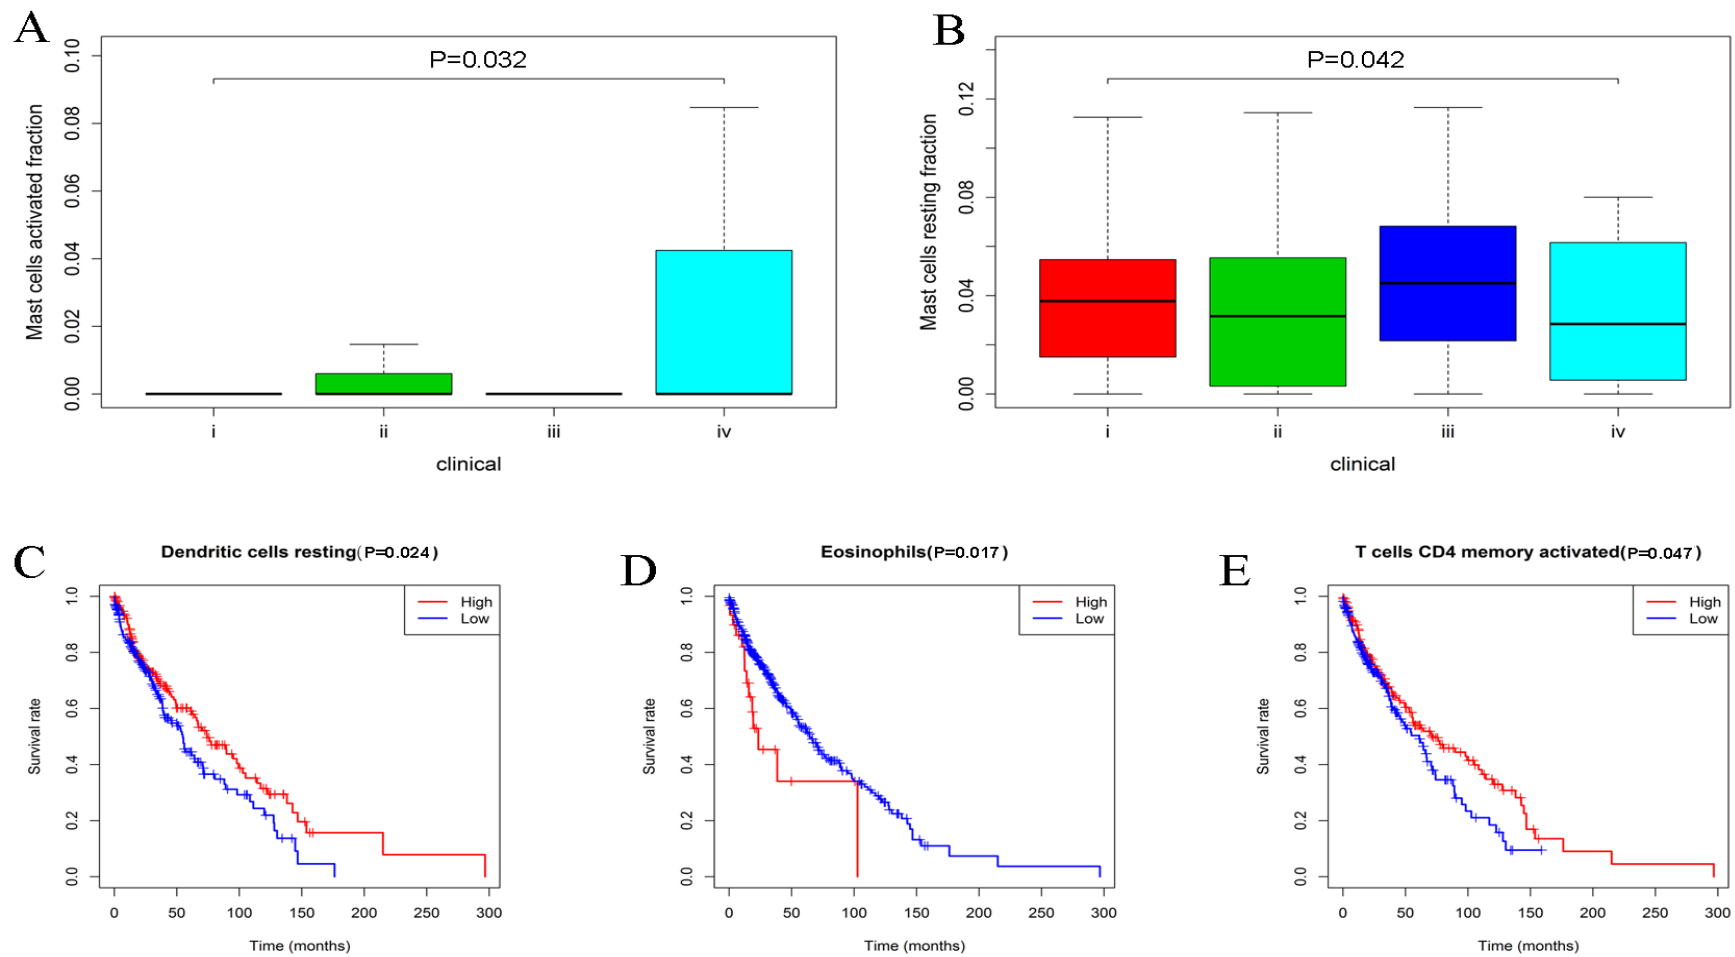 A
P=0.032
Mast cells activated fraction
0.10
0.08
0.06
0.04
0.02
0.00
i ii iii iv
clinical
B
P=0.042
Mast cells resting fraction
0.12
0.08
0.04
0.00
i ii iii iv
clinical
C
Dendritic cells resting(P=0.024)
High
Low
Survival rate
1.0
0.8
0.6
0.4
0.2
0.0
0 50 100 150 200 250 300
Time (months)
D
Eosinophils(P=0.017)
High
Low
Survival rate
1.0
0.8
0.6
0.4
0.2
0.0
0 50 100 150 200 250 300
Time (months)
E
T cells CD4 memory activated(P=0.047)
High
Low
Survival rate
1.0
0.8
0.6
0.4
0.2
0.0
0 50 100 150 200 250 300
Time (months)